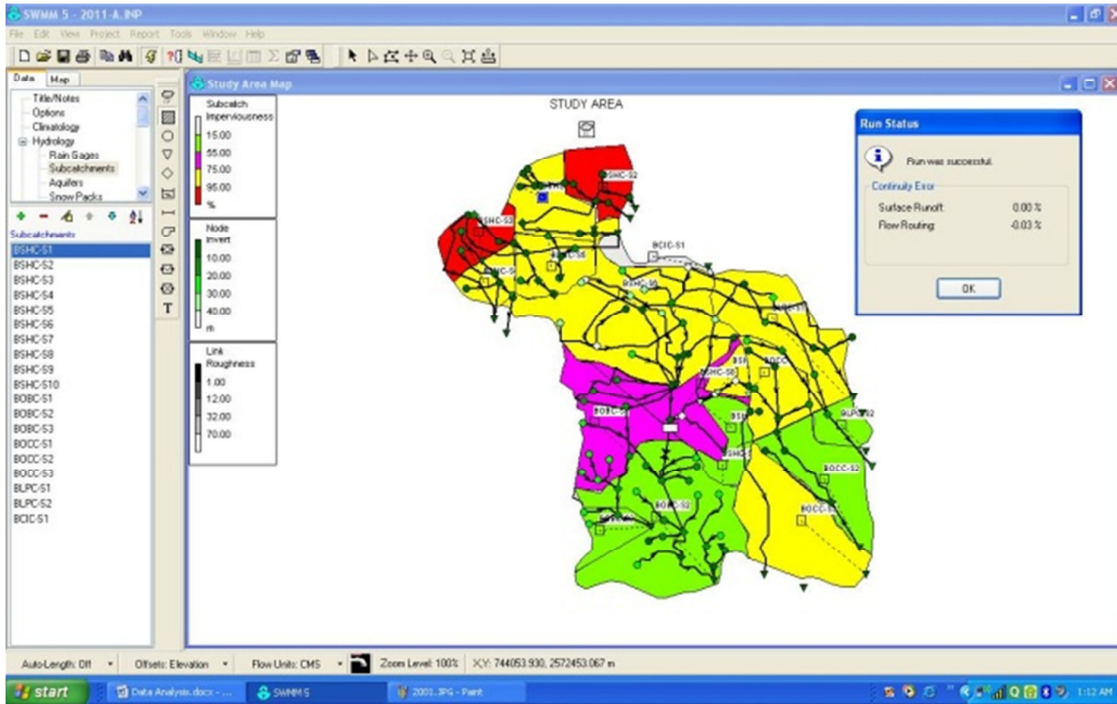 SWMM 5 - 2011-A.INP
File Edit View Project Report Tools Window Help
Data Map
Title/Notes
Options
Climatology
Hydrology
Rain Gages
Subcatchments
Aquifers
Snow Packs
Subcatchments
BSHC-S1
BSHC-S2
BSHC-S3
BSHC-S4
BSHC-S5
BSHC-S6
BSHC-S7
BSHC-S8
BSHC-S9
BSHC-S10
BOBC-S1
BOBC-S2
BOBC-S3
BOCC-S1
BOCC-S2
BOCC-S3
BLPC-S1
BLPC-S2
BCIC-S1
Study Area Map
Subcatch
Imperviousness
15.00
55.00
75.00
95.00
%
Node
Invert
10.00
20.00
30.00
40.00
m
Link
Roughness
1.00
12.00
32.00
70.00
STUDY AREA
BSHC-S2
BSHC-S3
BCIC-S1
BSHC-S8
BOCC-S2
BOBC-S2
Run Status
Run was successful.
Continuity Error
Surface Runoff: 0.00 %
Flow Routing: -0.03 %
OK
Auto-Length: Off Offsets: Elevation Flow Units: CMS Zoom Level: 100% X,Y: 744053.930, 2572453.067 m
start Data Analysis.docx - ... SWMM 5 2001.JPG - Paint 1:12 AM